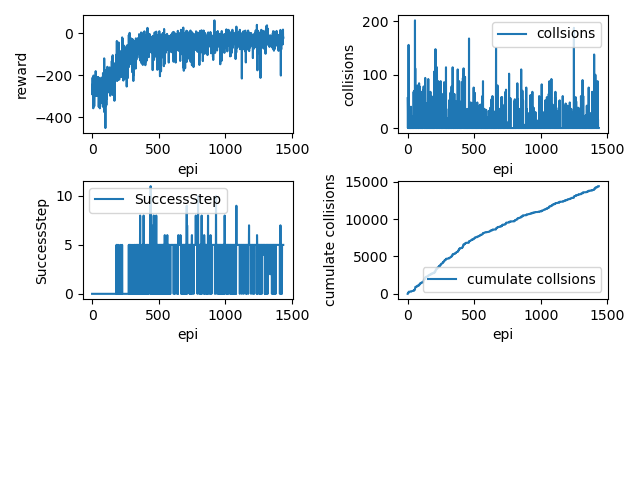 0
−200
−400
reward
0
500
1000
1500
epi
200
100
0
collisions
collsions
0
500
1000
1500
epi
10
5
0
SuccessStep
SuccessStep
0
500
1000
1500
epi
15000
10000
5000
0
cumulate collisions
cumulate collsions
0
500
1000
1500
epi